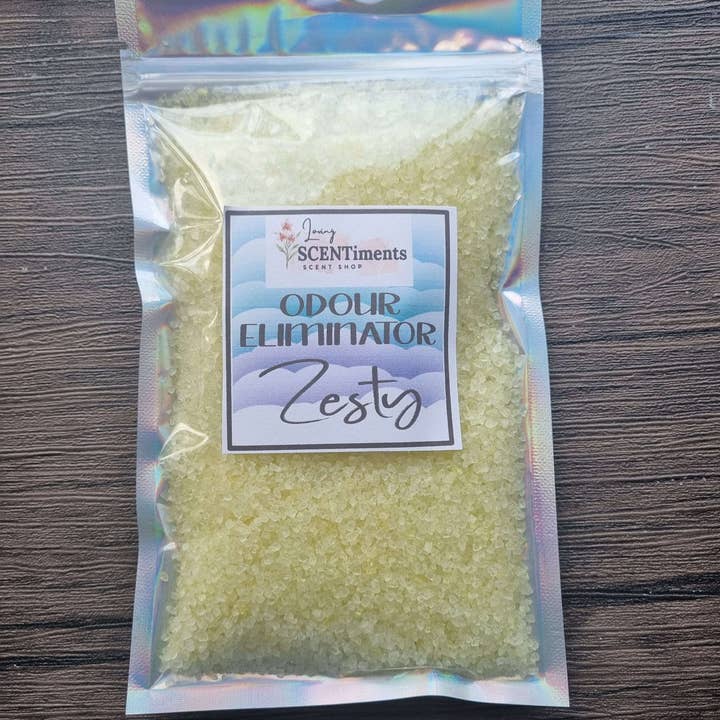 Loving
SCENTiments
SCENT SHOP
ODOUR
ELIMINATOR
Zesty